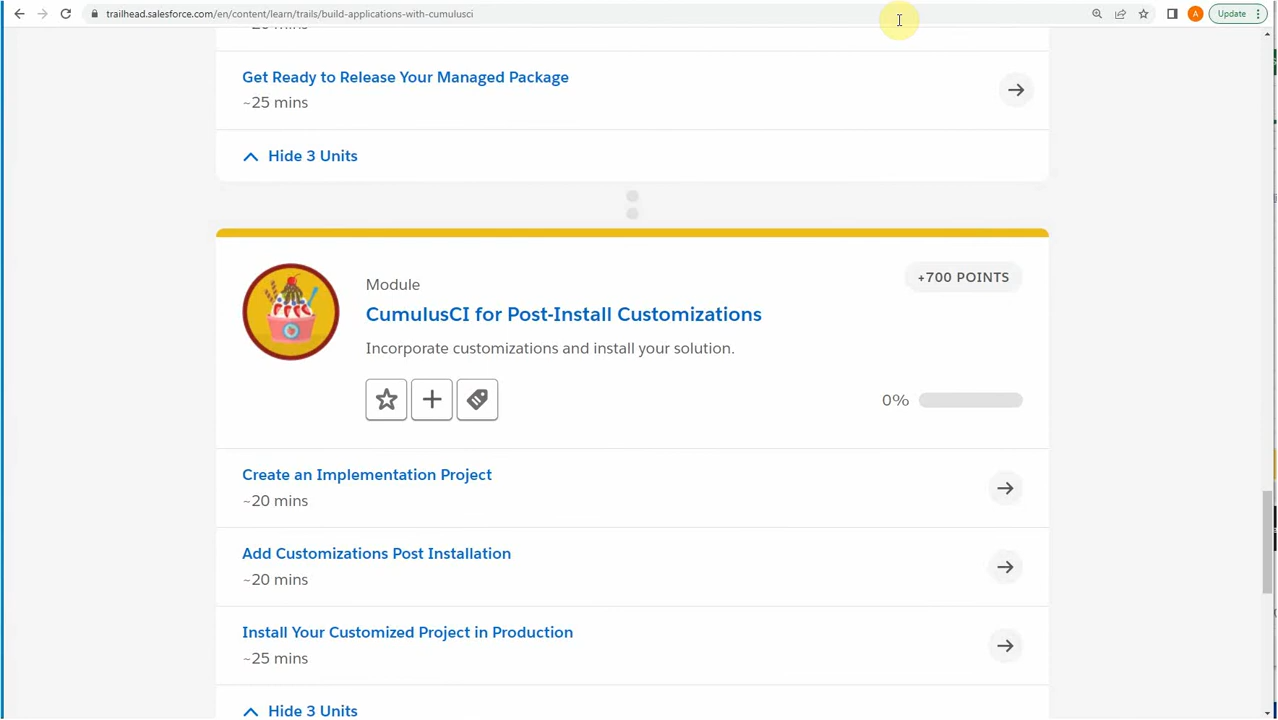 trailhead.salesforce.com/en/content/learn/trails/build-applications-with-cumulusci
A
Update
Get Ready to Release Your Managed Package
~25 mins
Hide 3 Units
Module
+700 POINTS
CumulusCI for Post-Install Customizations
Incorporate customizations and install your solution.
0%
Create an Implementation Project
~20 mins
Add Customizations Post Installation
~20 mins
Install Your Customized Project in Production
~25 mins
Hide 3 Units